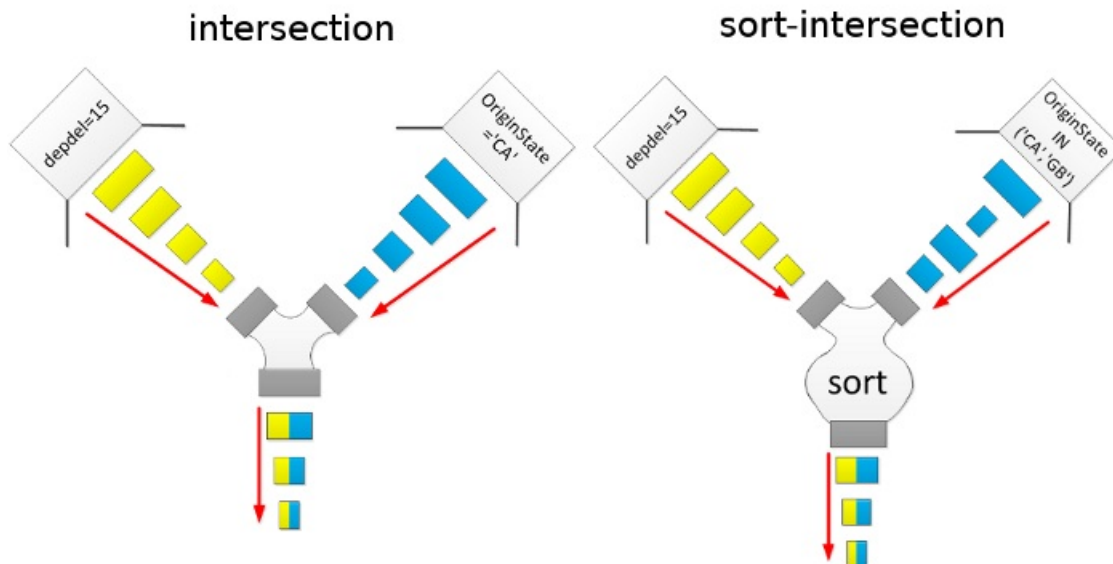 intersection
sort-intersection
depdel=15
OriginState
='CA'
depdel=15
OriginState
IN
('CA','GB')
sort